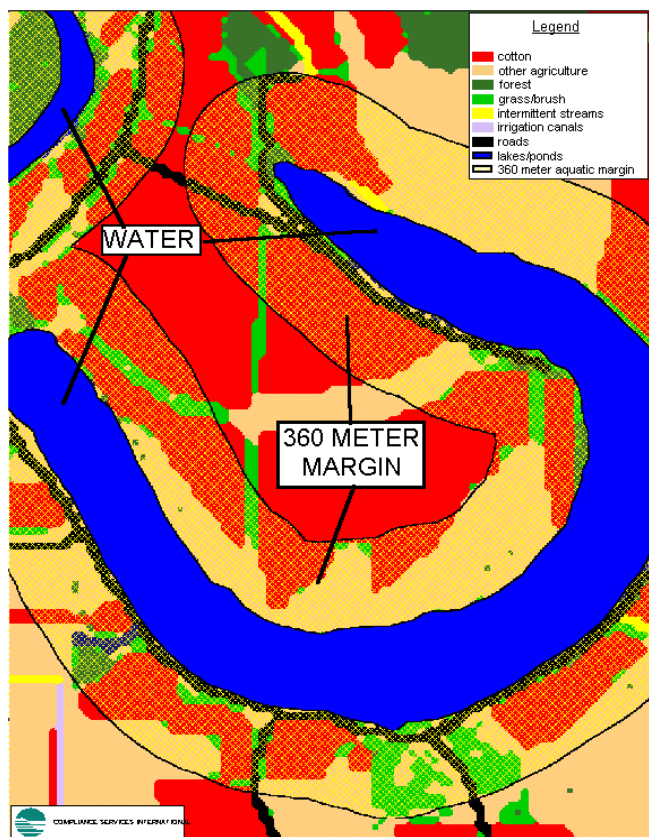 Legend
cotton
other agriculture
forest
grass/brush
intermittent streams
irrigation canals
roads
lakes/ponds
360 meter aquatic margin
WATER
360 METER
MARGIN
COMPLIANCE SERVICES INTERNATIONAL